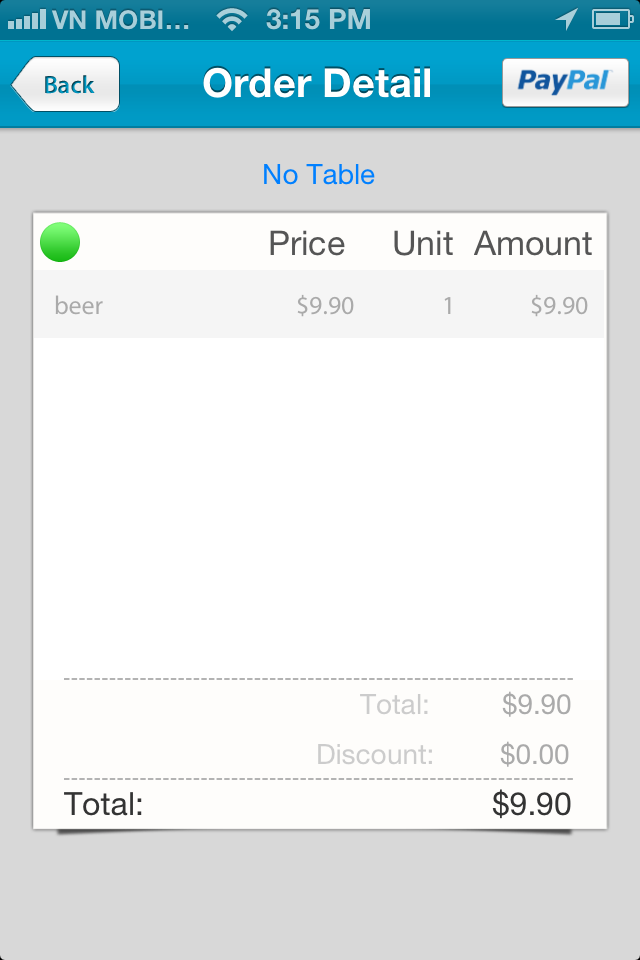 VN MOBI... 3:15 PM
Back Order Detail PayPal
No Table
Price Unit Amount
beer $9.90 1 $9.90
Total: $9.90
Discount: $0.00
Total: $9.90